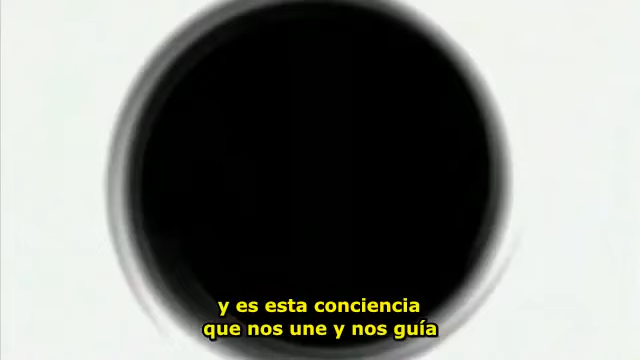 y es esta conciencia
que nos une y nos guía